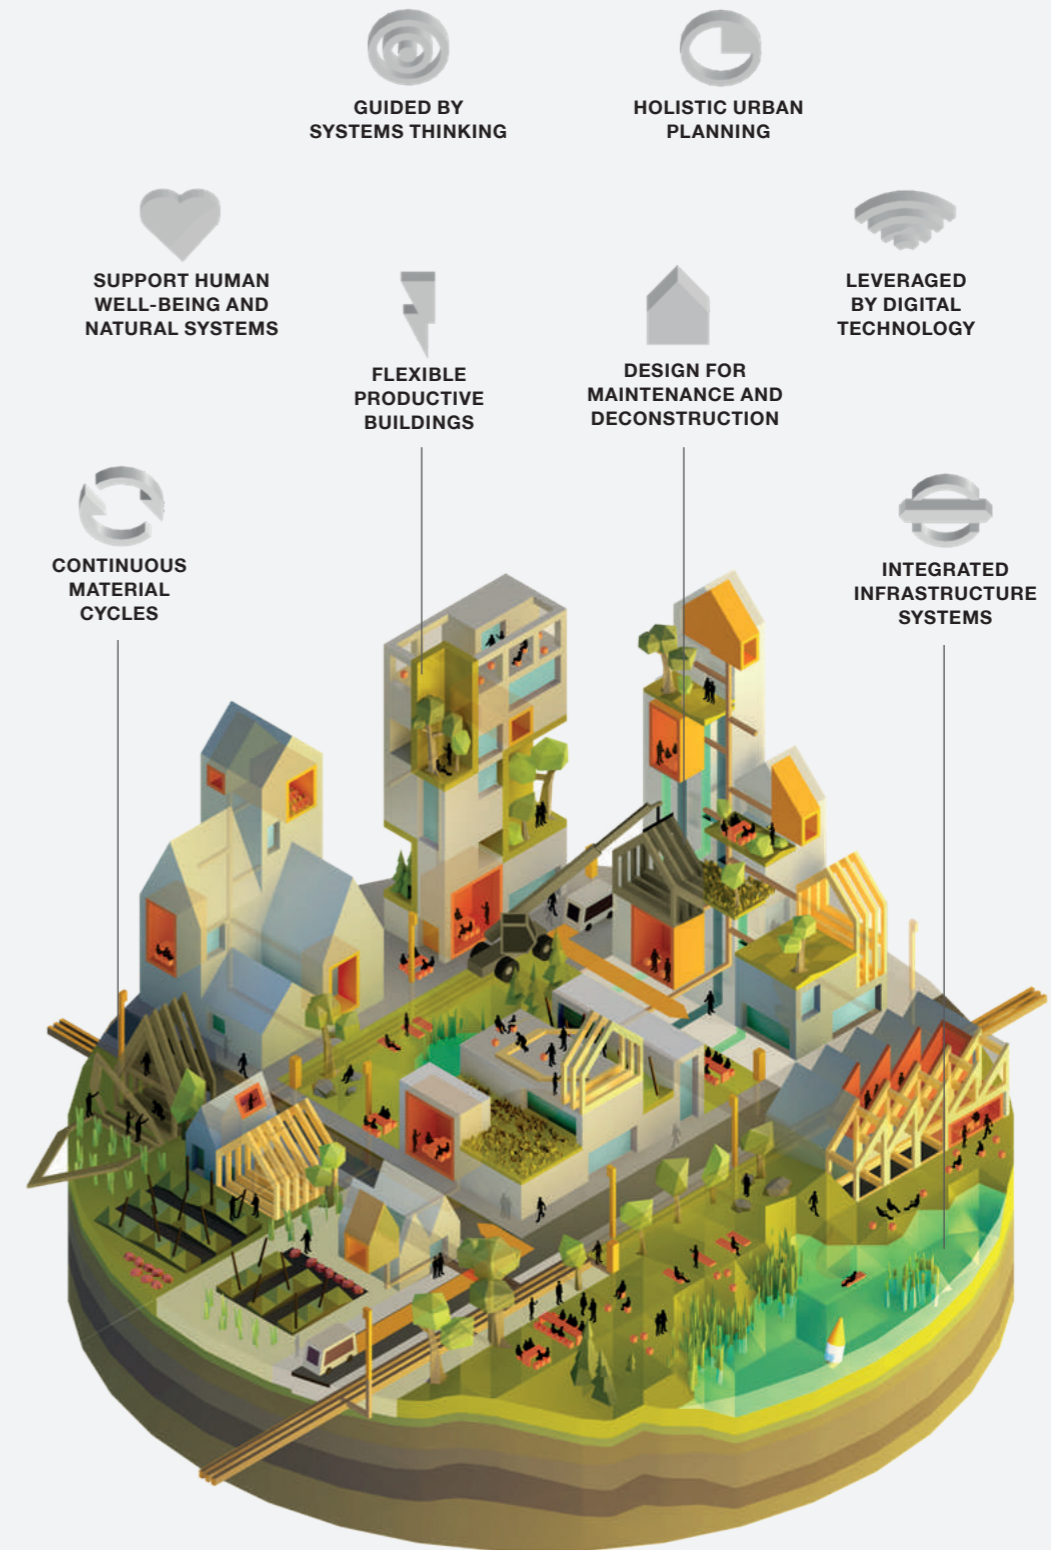 GUIDED BY
SYSTEMS THINKING
HOLISTIC URBAN
PLANNING
SUPPORT HUMAN
WELL-BEING AND
NATURAL SYSTEMS
LEVERAGED
BY DIGITAL
TECHNOLOGY
FLEXIBLE
PRODUCTIVE
BUILDINGS
DESIGN FOR
MAINTENANCE AND
DECONSTRUCTION
CONTINUOUS
MATERIAL
CYCLES
INTEGRATED
INFRASTRUCTURE
SYSTEMS